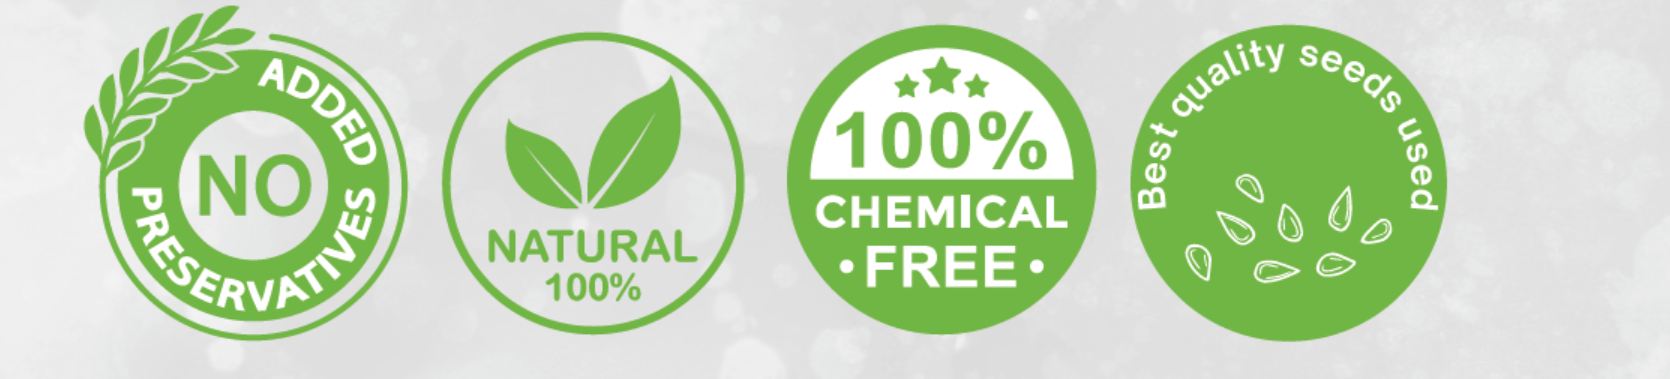 NO
ADDED
PRESERVATIVES
NATURAL
100%
100%
CHEMICAL
• FREE •
Best quality seeds used